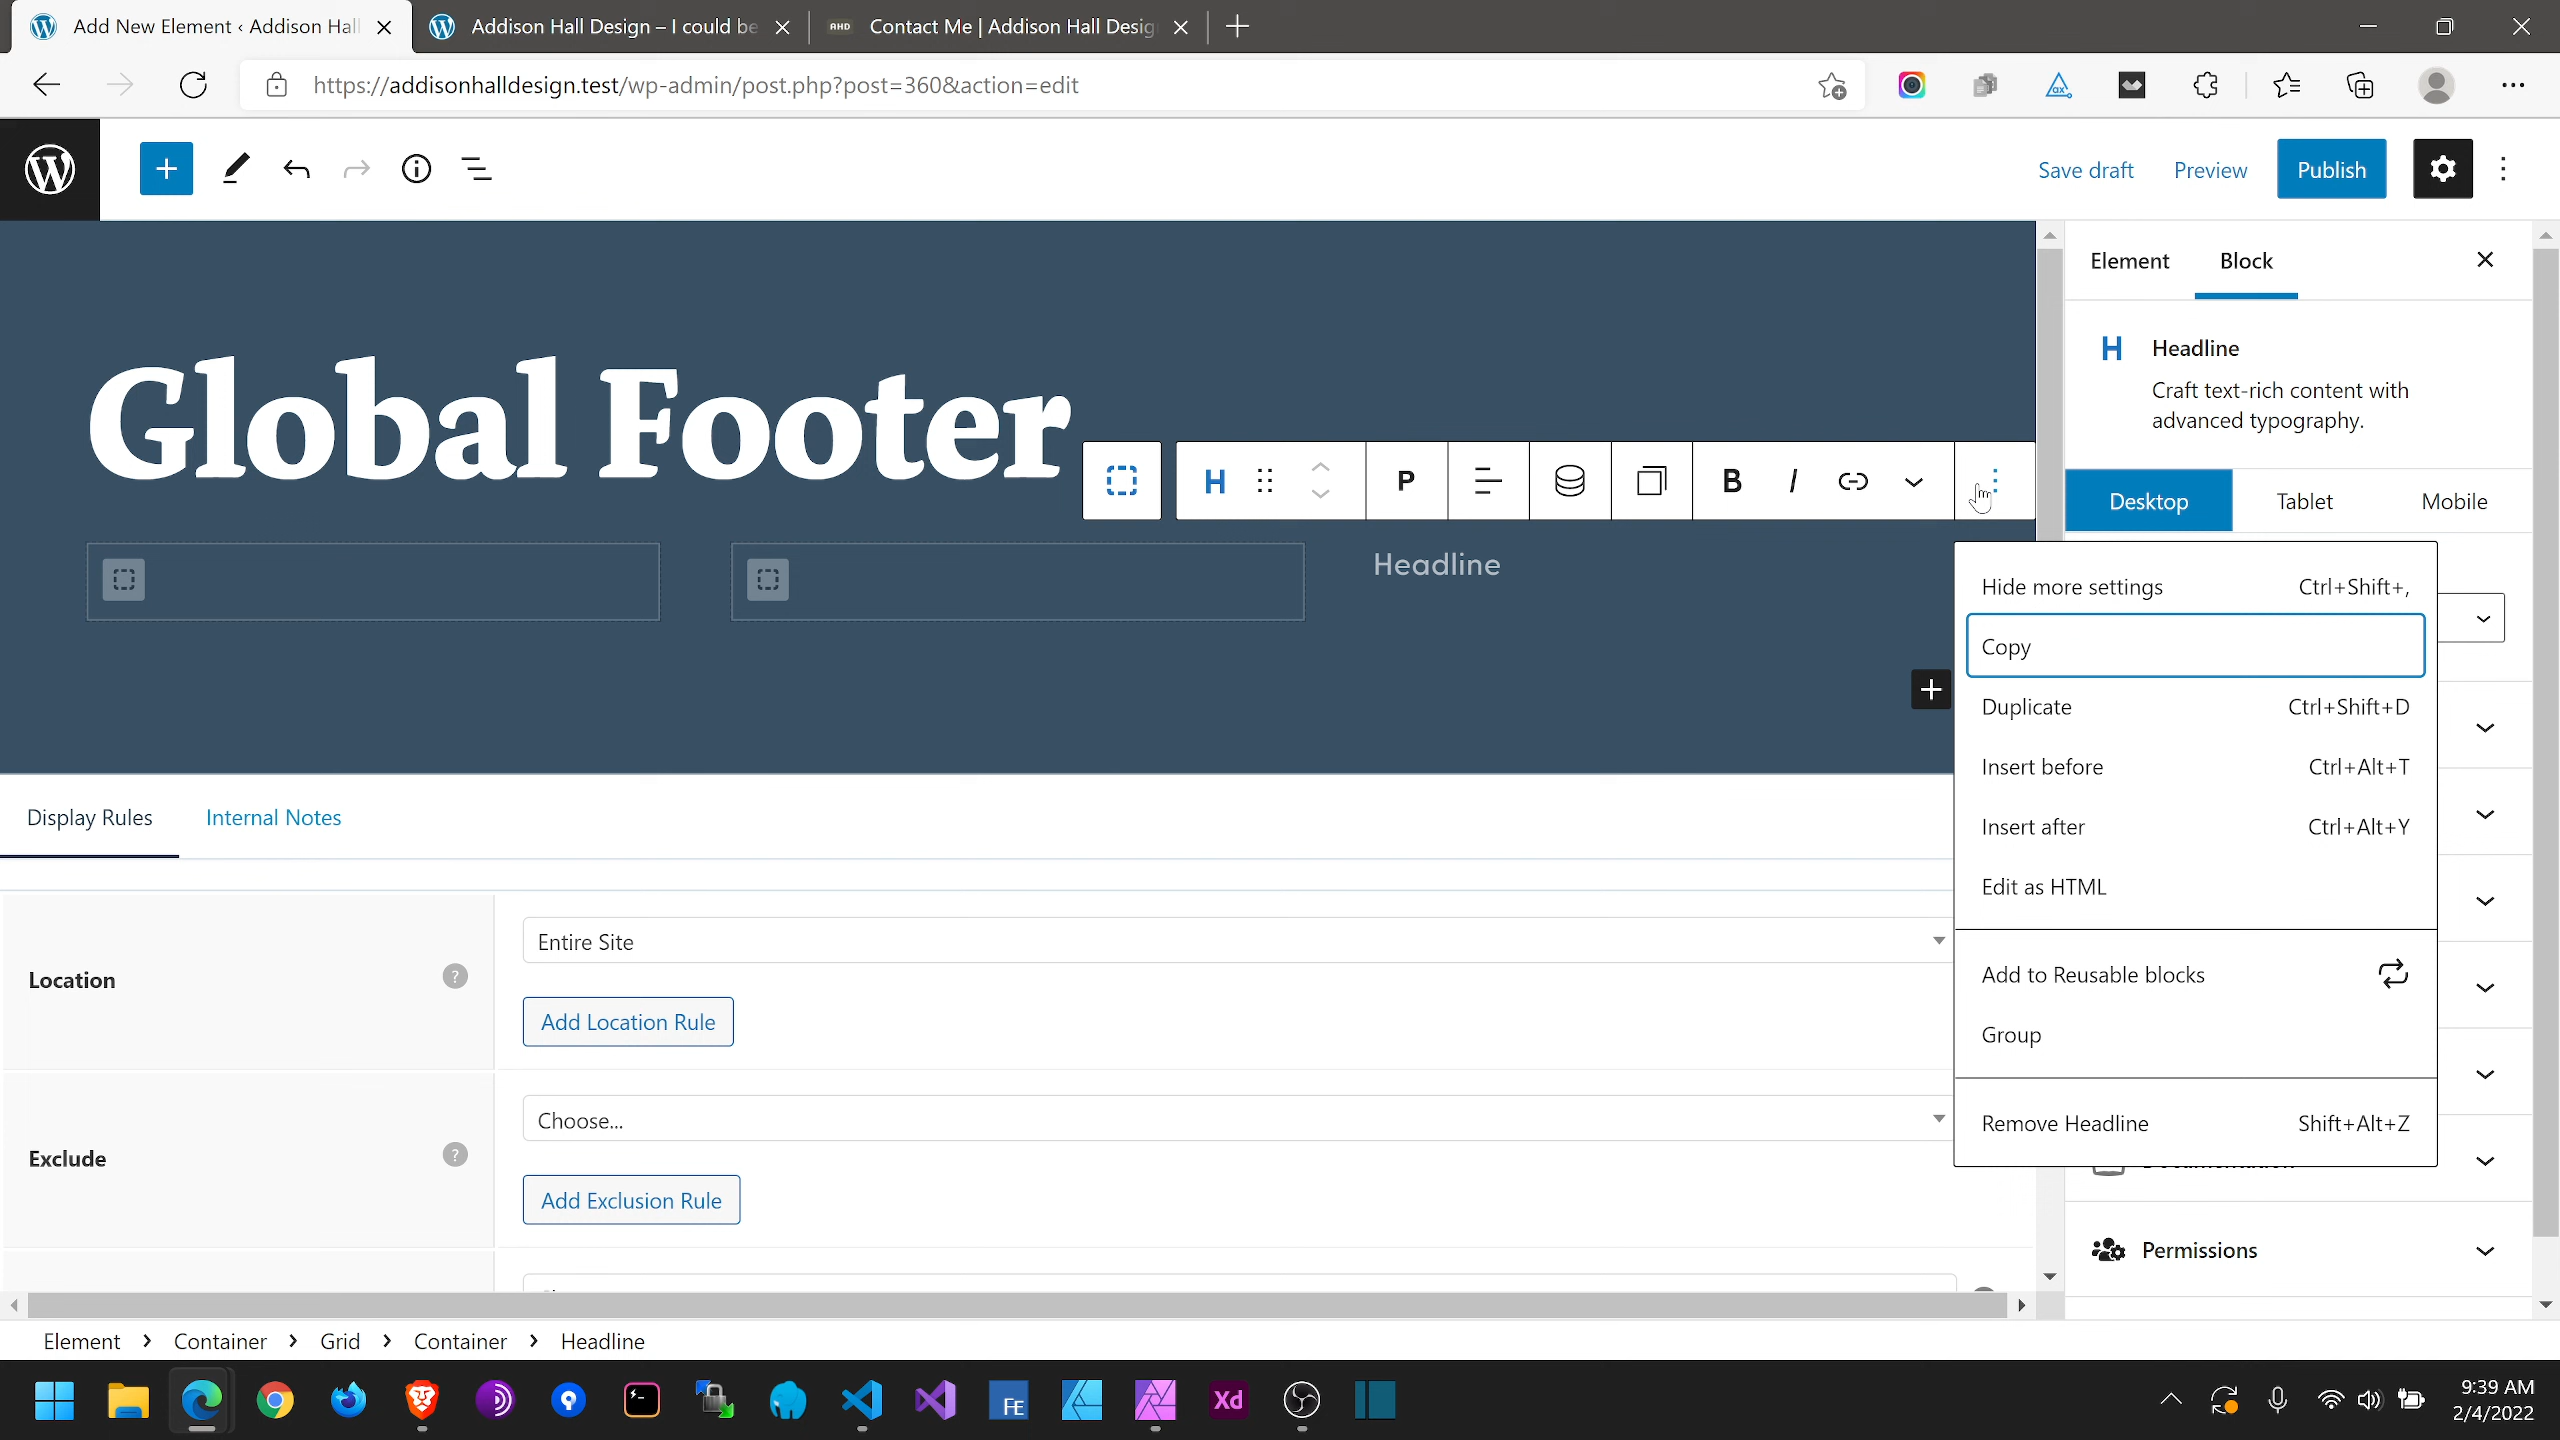 Add New Element ‹ Addison Hall
Addison Hall Design – I could be
AHD
Contact Me | Addison Hall Desig
https://addisonhalldesign.test/wp-admin/post.php?post=360&action=edit
Save draft
Preview
Publish
Element
Block
Headline
Craft text-rich content with
advanced typography.
Global Footer
H
P
B
I
Desktop
Tablet
Mobile
Headline
Hide more settings Ctrl+Shift+,
Copy
Duplicate Ctrl+Shift+D
Insert before Ctrl+Alt+T
Insert after Ctrl+Alt+Y
Edit as HTML
Add to Reusable blocks
Group
Remove Headline Shift+Alt+Z
Display Rules
Internal Notes
Location
?
Entire Site
Add Location Rule
Exclude
?
Choose...
Add Exclusion Rule
Permissions
Element > Container > Grid > Container > Headline
FE
Xd
9:39 AM
2/4/2022